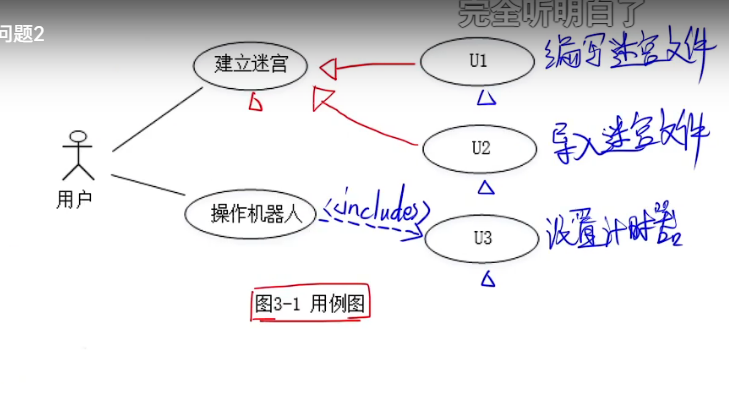 完全听明白了
问题2
建立迷宫
U1
编写迷宫文件
U2
导入迷宫文件
用户
操作机器人
<<includes>>
U3
设置计时器
图3-1 用例图